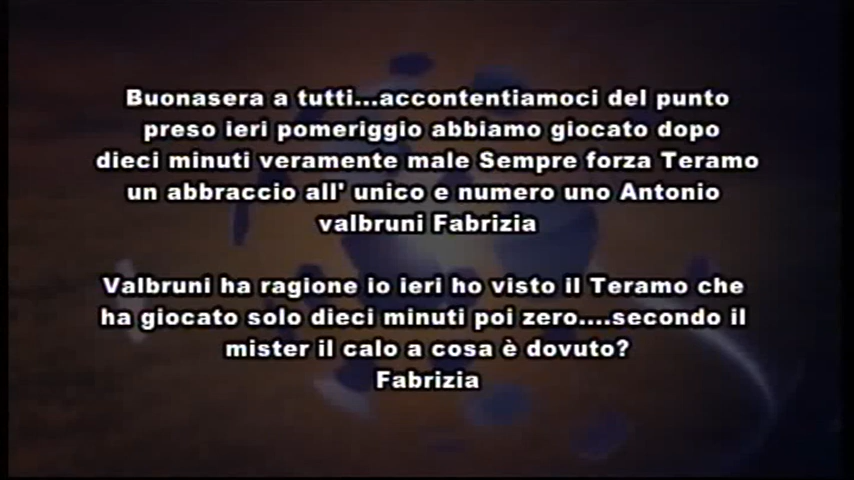 Buonasera a tutti...accontentiamoci del punto
preso ieri pomeriggio abbiamo giocato dopo
dieci minuti veramente male Sempre forza Teramo
un abbraccio all' unico e numero uno Antonio
valbruni Fabrizia
Valbruni ha ragione io ieri ho visto il Teramo che
ha giocato solo dieci minuti poi zero....secondo il
mister il calo a cosa è dovuto?
Fabrizia